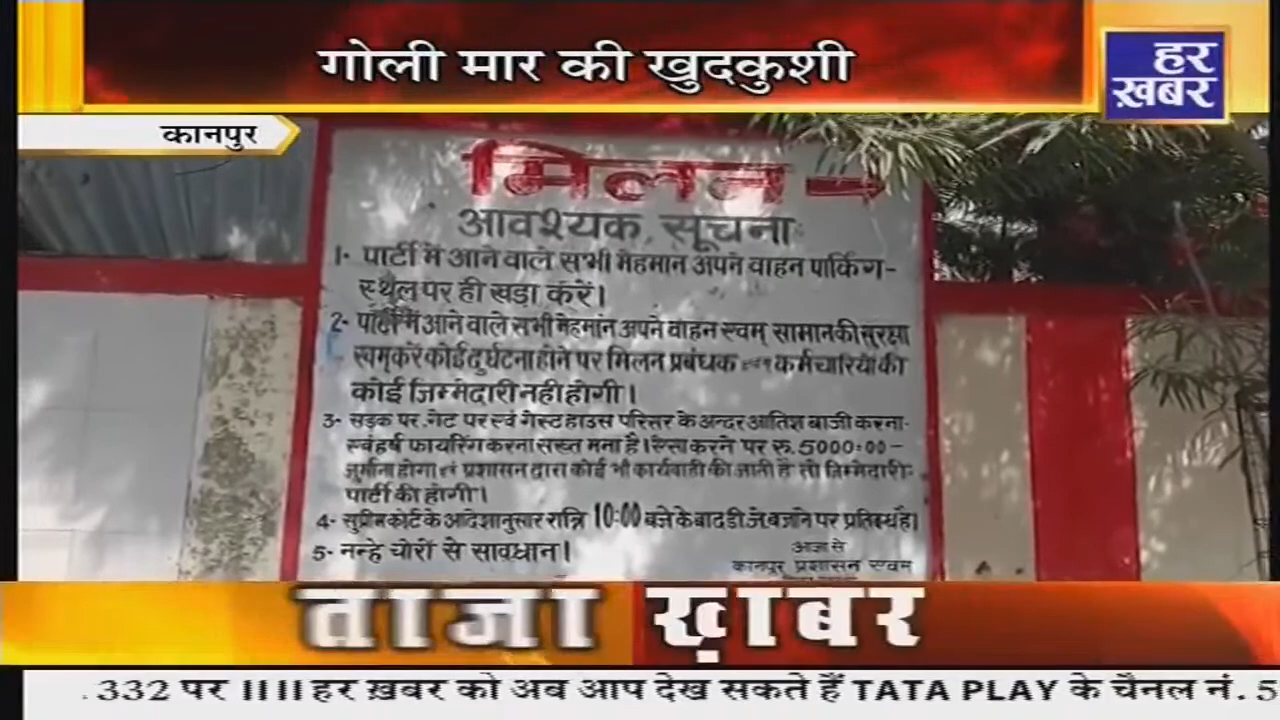 गोली मार की खुदकुशी
हर
ख़बर
कानपुर
मिलन
आवश्यक सूचना
1- पार्टी में आने वाले सभी मेहमान अपने वाहन पार्किंग-
स्थल पर ही खड़ा करें।
2- पार्टी में आने वाले सभी मेहमान अपने वाहन एवम् सामान की सुरक्षा
स्वम् करें कोई दुर्घटना होने पर मिलन प्रबंधक कर्मचारियों की
कोई जिम्मेदारी नही होगी।
3- सड़क पर, गेट पर एवं गेस्ट हाउस परिसर के अन्दर आतिश बाजी करना-
एवं हर्ष फायरिंग करना सख्त मना है। ऐसा करने पर रु. 5000=00-
जुर्माना होगा एवं प्रशासन द्वारा कोई भी कार्यवाही की जाती है तो जिम्मेदारी-
पार्टी की होगी।
4- सुप्रीम कोर्ट के आदेशानुसार रात्रि 10:00 बजे के बाद डी.जे. बजाने पर प्रतिबन्ध है।
5- नन्हे चोरों से सावधान।
आज्ञा से
कानपुर प्रशासन एवम्
ताजा ख़बर
.332 पर ।।।। हर ख़बर को अब आप देख सकते हैं TATA PLAY के चैनल नं. 5